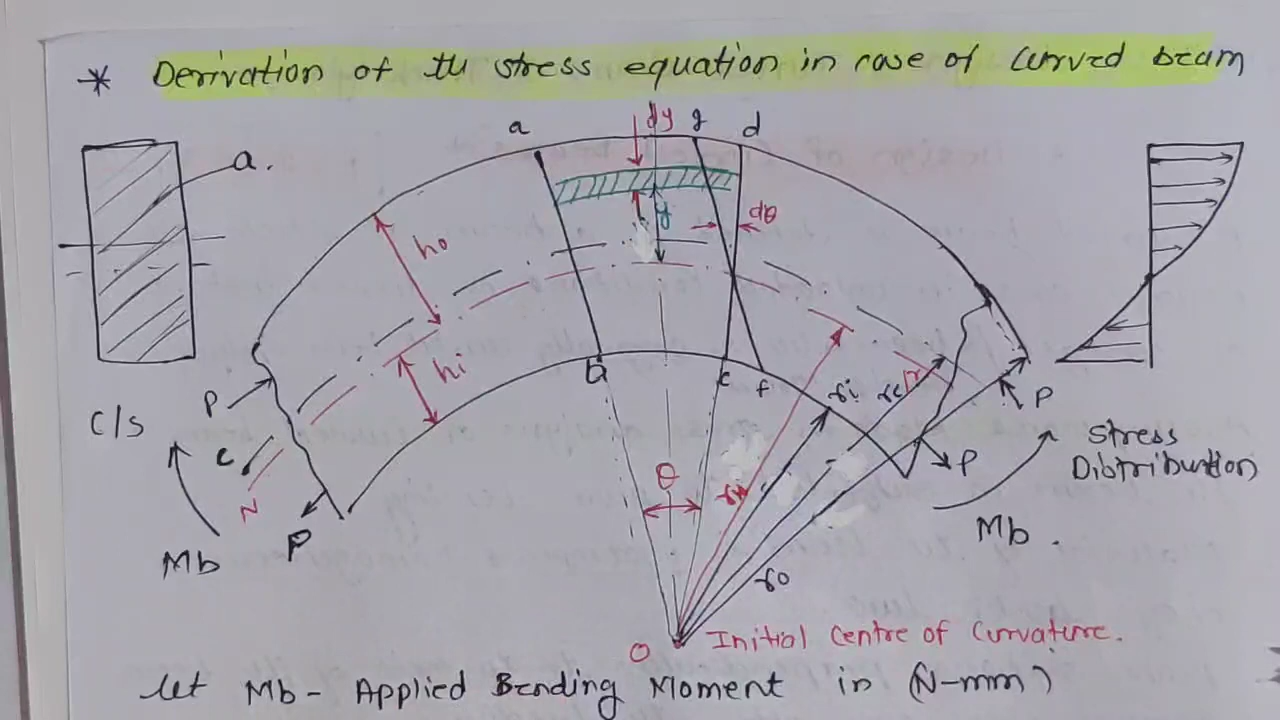 * Derivation of the stress equation in case of Curved beam
a
dy
g
d
a.
y
dθ
ho
hi
b
c
f
ri
rc
P
P
C/S
C
N
P
P
Stress
Distribution
θ
rN
Mb
Mb.
ro
O
Initial Centre of Curvature.
let Mb - Applied Bending Moment in (N-mm)